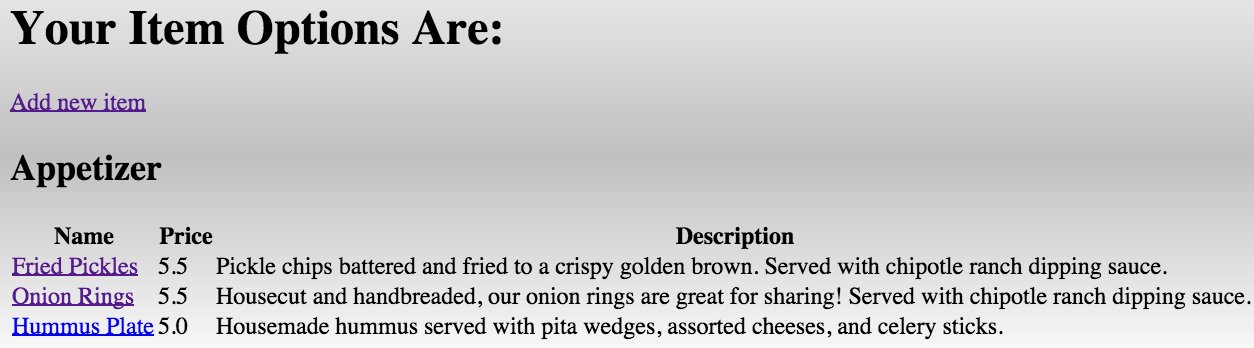 Your Item Options Are:
Add new item
Appetizer
Name Price Description
Fried Pickles 5.5 Pickle chips battered and fried to a crispy golden brown. Served with chipotle ranch dipping sauce.
Onion Rings 5.5 Housecut and handbreaded, our onion rings are great for sharing! Served with chipotle ranch dipping sauce.
Hummus Plate 5.0 Housemade hummus served with pita wedges, assorted cheeses, and celery sticks.